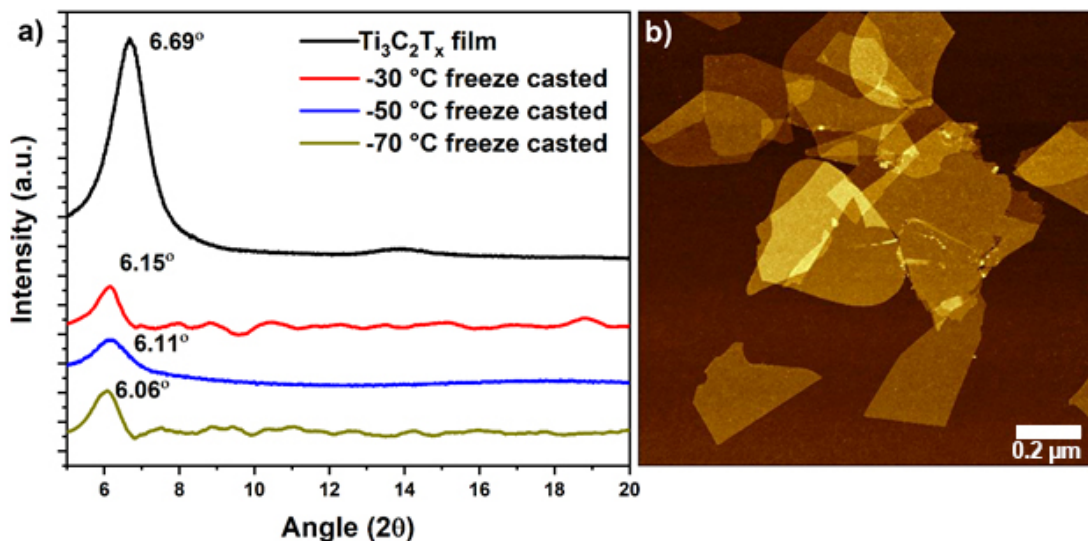 a)
6.69°
Ti₃C₂Tₓ film
-30 °C freeze casted
-50 °C freeze casted
-70 °C freeze casted
6.15°
6.11°
6.06°
Intensity (a.u.)
6 8 10 12 14 16 18 20
Angle (2θ)
b)
0.2 µm